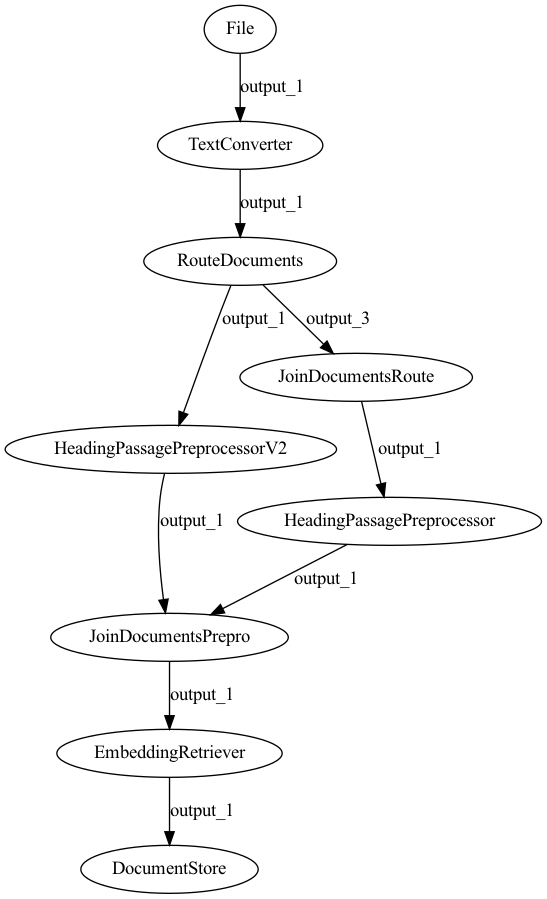 File
output_1
TextConverter
output_1
RouteDocuments
output_1
output_3
JoinDocumentsRoute
HeadingPassagePreprocessorV2
output_1
output_1
HeadingPassagePreprocessor
output_1
JoinDocumentsPrepro
output_1
EmbeddingRetriever
output_1
DocumentStore